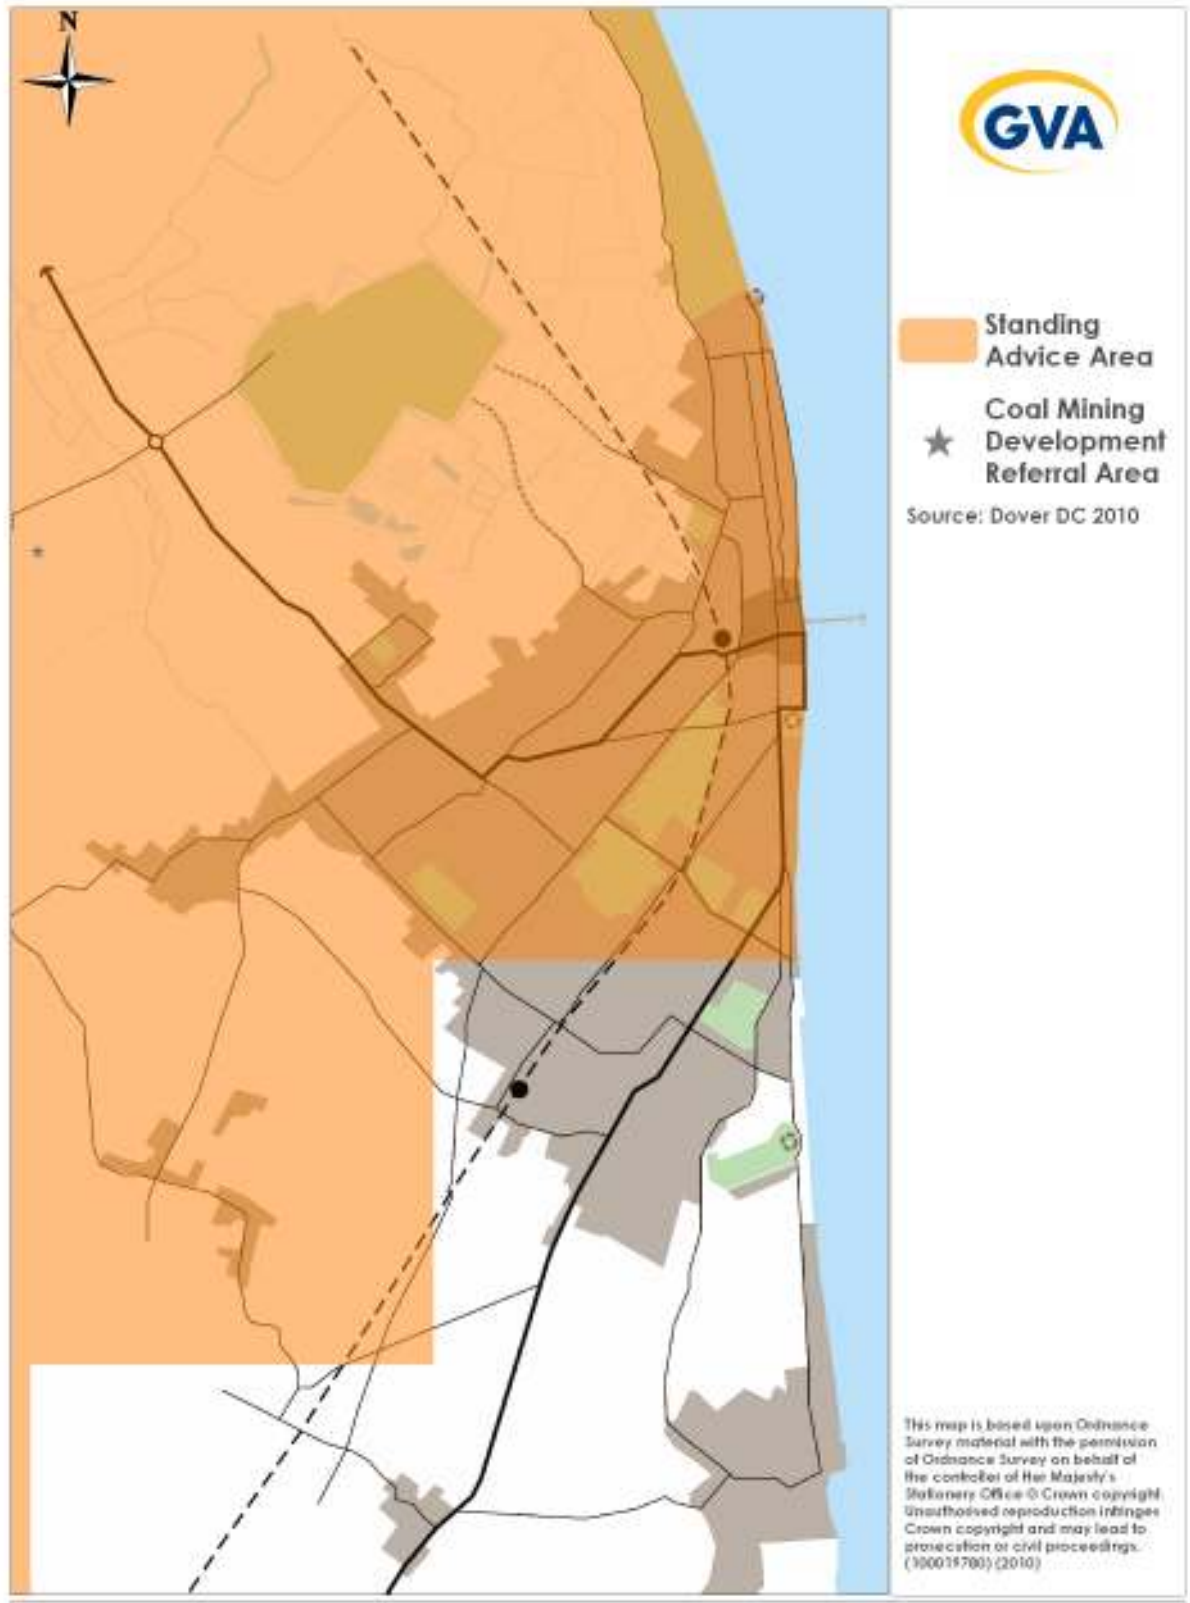 N
GVA
Standing
Advice Area
Coal Mining
Development
Referral Area
Source: Dover DC 2010
This map is based upon Ordnance
Survey material with the permission
of Ordnance Survey on behalf of
the controller of Her Majesty's
Stationery Office © Crown copyright.
Unauthorised reproduction infringes
Crown copyright and may lead to
prosecution or civil proceedings.
(100019780) (2010)